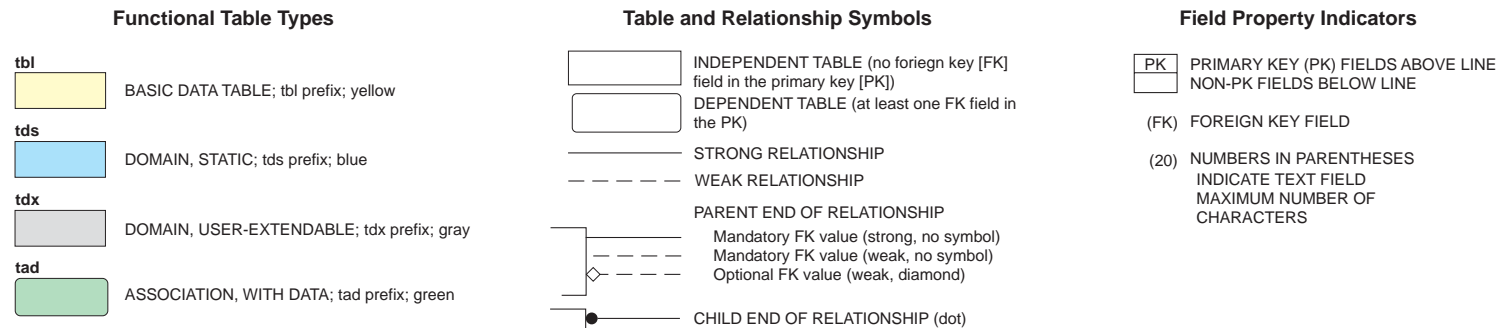 Functional Table Types
tbl
BASIC DATA TABLE; tbl prefix; yellow
tds
DOMAIN, STATIC; tds prefix; blue
tdx
DOMAIN, USER-EXTENDABLE; tdx prefix; gray
tad
ASSOCIATION, WITH DATA; tad prefix; green
Table and Relationship Symbols
INDEPENDENT TABLE (no foriegn key [FK]
field in the primary key [PK])
DEPENDENT TABLE (at least one FK field in
the PK)
STRONG RELATIONSHIP
WEAK RELATIONSHIP
PARENT END OF RELATIONSHIP
Mandatory FK value (strong, no symbol)
Mandatory FK value (weak, no symbol)
Optional FK value (weak, diamond)
CHILD END OF RELATIONSHIP (dot)
Field Property Indicators
PK PRIMARY KEY (PK) FIELDS ABOVE LINE
NON-PK FIELDS BELOW LINE
(FK) FOREIGN KEY FIELD
(20) NUMBERS IN PARENTHESES
INDICATE TEXT FIELD
MAXIMUM NUMBER OF
CHARACTERS